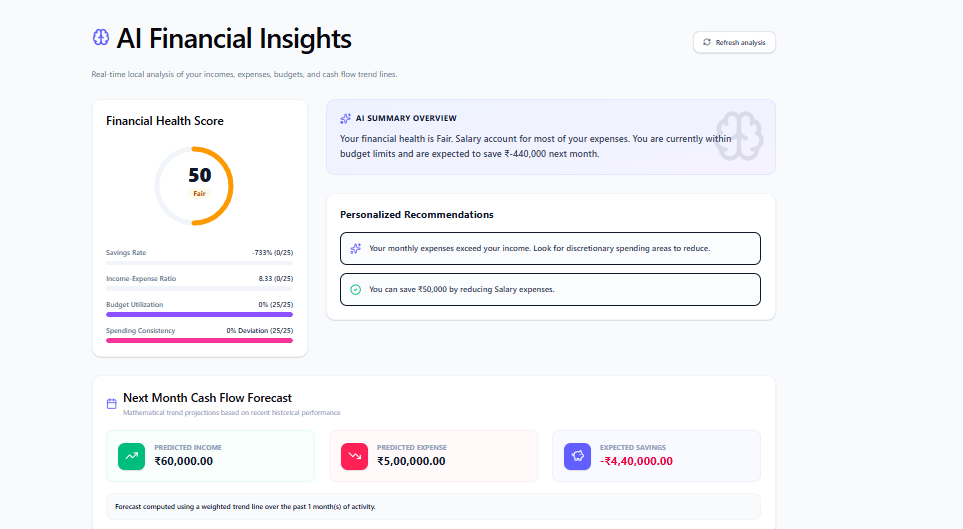 AI Financial Insights
Refresh analysis
Real-time local analysis of your incomes, expenses, budgets, and cash flow trend lines.
Financial Health Score
50
Fair
Savings Rate -733% (0/25)
Income-Expense Ratio 8.33 (0/25)
Budget Utilization 0% (25/25)
Spending Consistency 0% Deviation (25/25)
AI SUMMARY OVERVIEW
Your financial health is Fair. Salary account for most of your expenses. You are currently within
budget limits and are expected to save ₹-440,000 next month.
Personalized Recommendations
Your monthly expenses exceed your income. Look for discretionary spending areas to reduce.
You can save ₹50,000 by reducing Salary expenses.
Next Month Cash Flow Forecast
Mathematical trend projections based on recent historical performance
PREDICTED INCOME
₹60,000.00
PREDICTED EXPENSE
₹5,00,000.00
EXPECTED SAVINGS
-₹4,40,000.00
Forecast computed using a weighted trend line over the past 1 month(s) of activity.